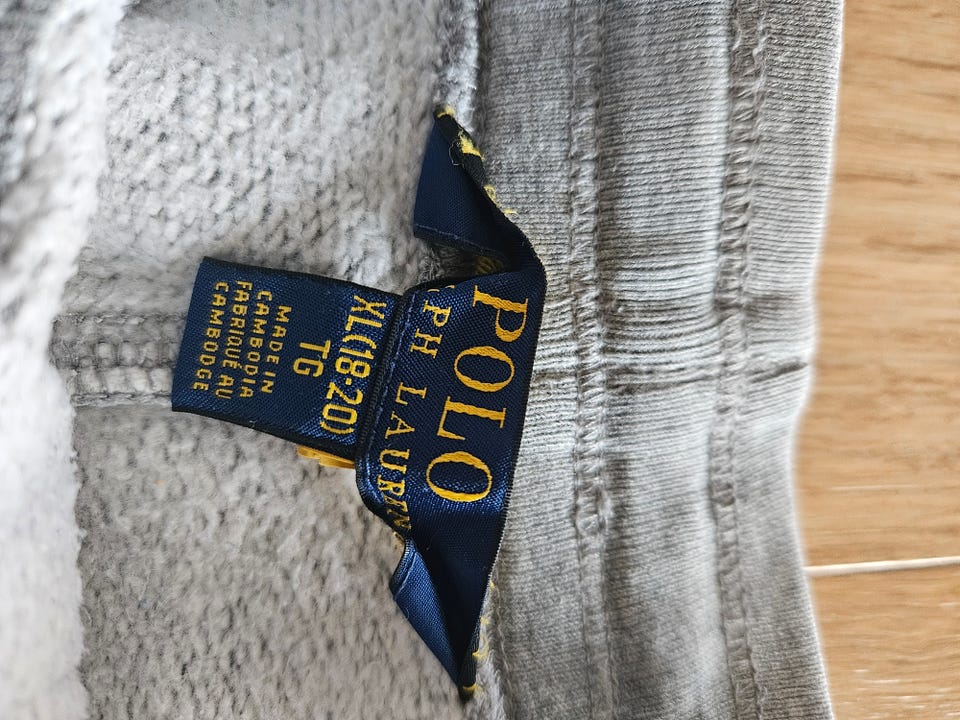 POLO
PH LAUREN
XL(18-20)
TG
MADE IN
CAMBODIA
FABRIQUÉ AU
CAMBODGE